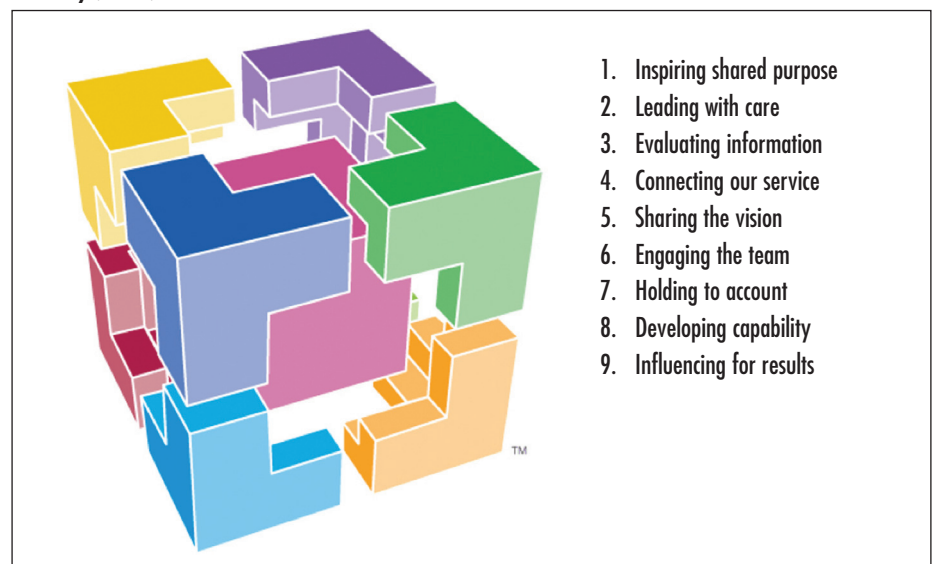 1. Inspiring shared purpose
2. Leading with care
3. Evaluating information
4. Connecting our service
5. Sharing the vision
6. Engaging the team
7. Holding to account
8. Developing capability
9. Influencing for results
TM